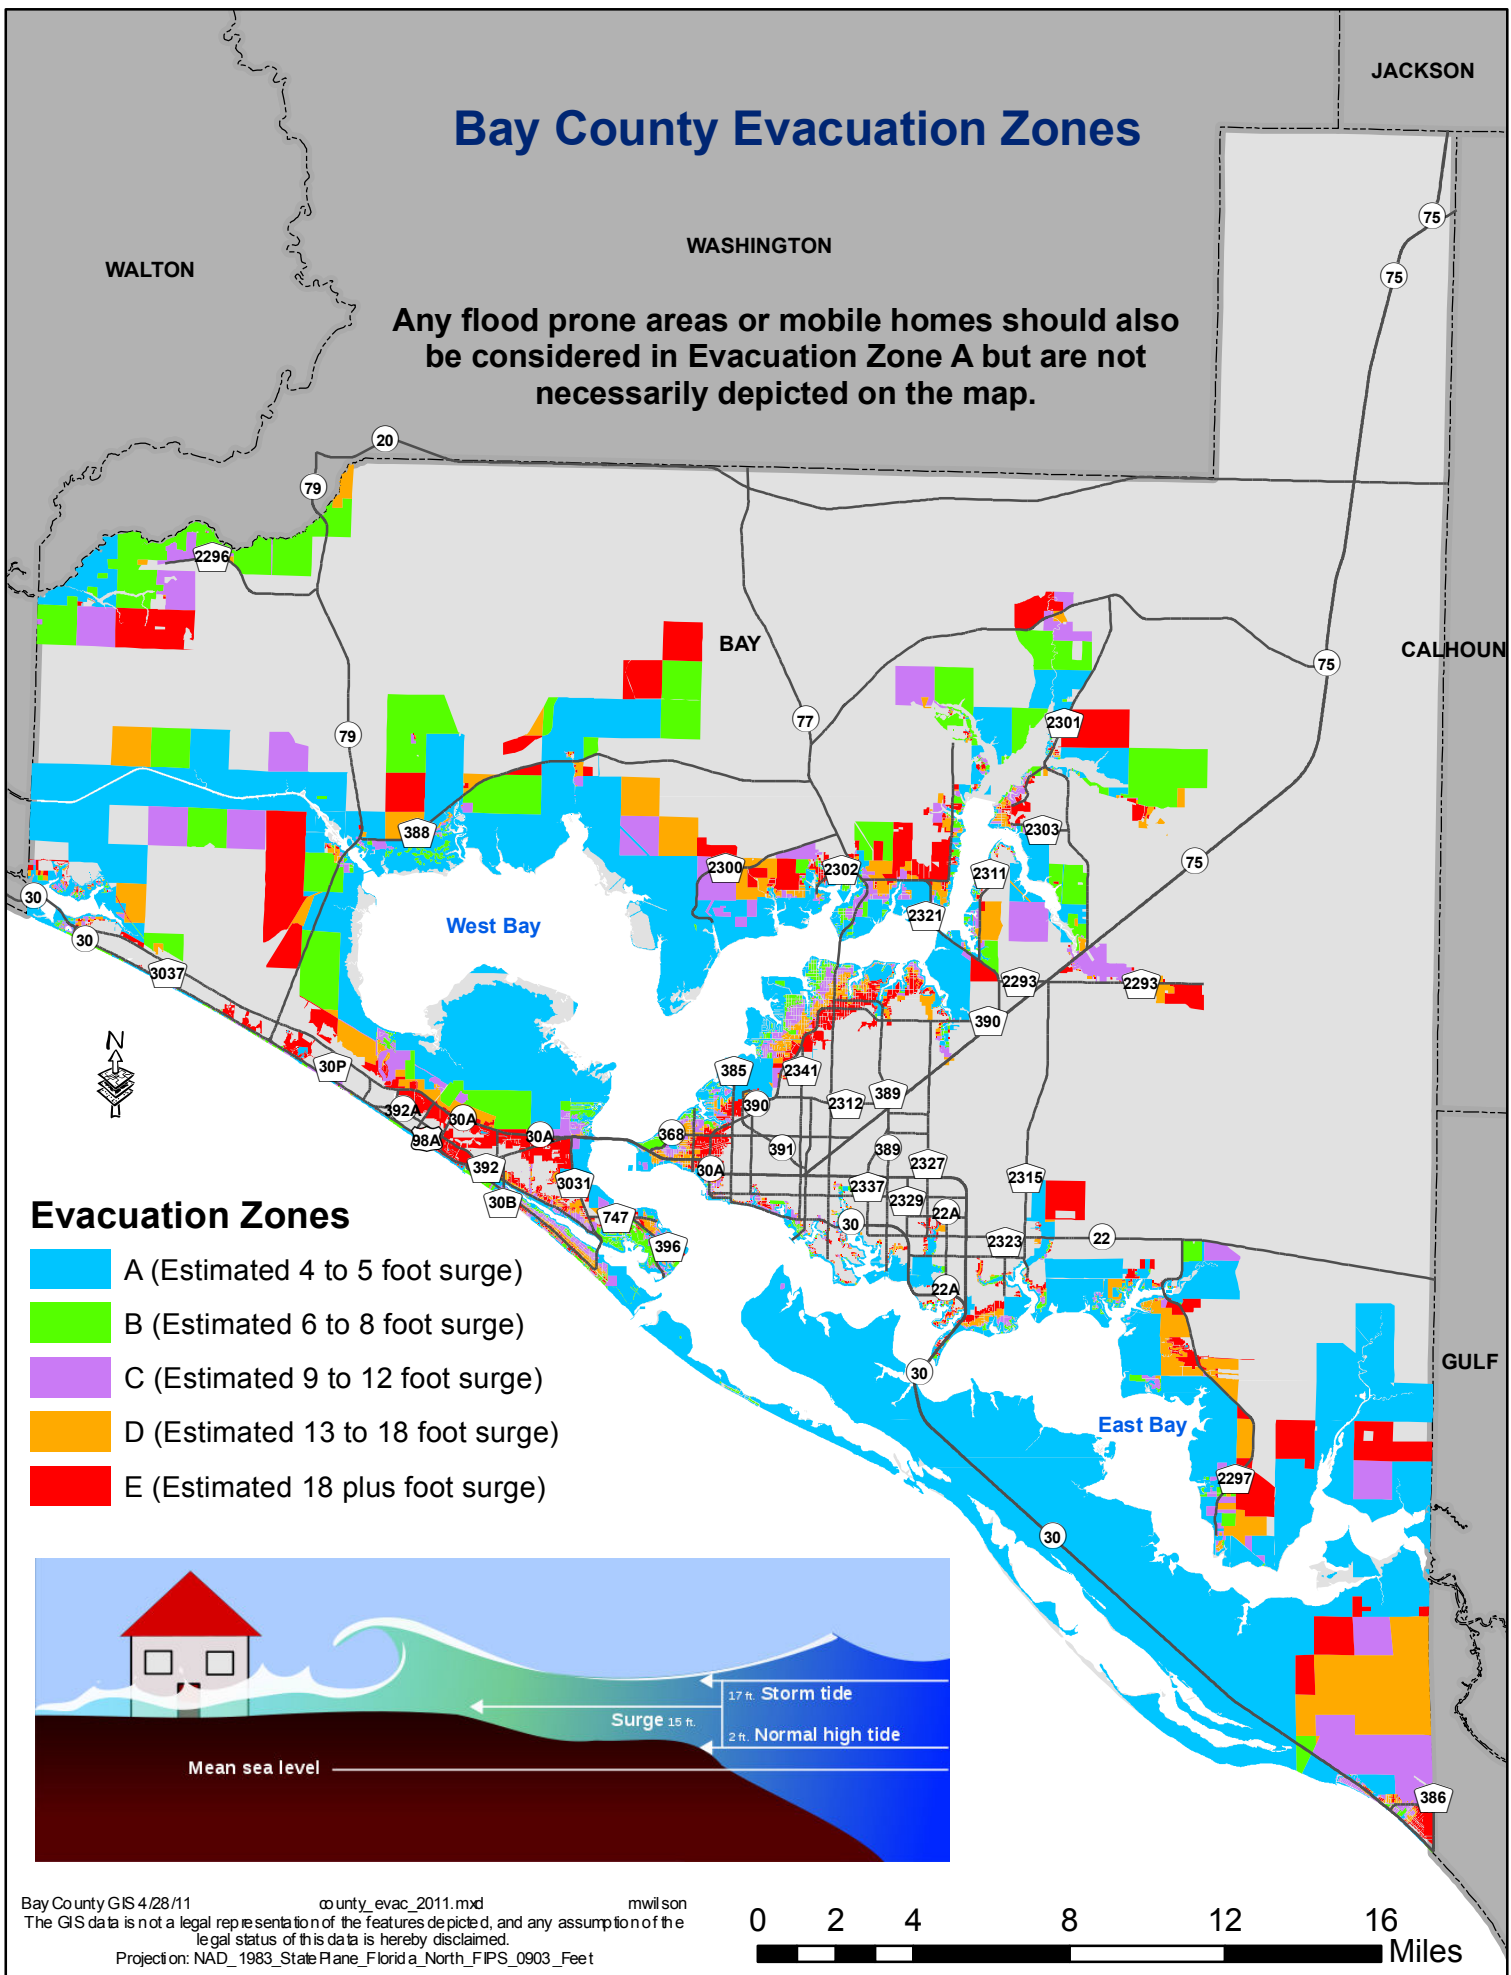 JACKSON
Bay County Evacuation Zones
WASHINGTON
WALTON
Any flood prone areas or mobile homes should also
be considered in Evacuation Zone A but are not
necessarily depicted on the map.
75
75
20
79
2296
BAY
CALHOUN
75
77
2301
79
388
2303
2300
2302
2311
75
30
30
West Bay
2321
3037
2293
2293
390
N
30P
385
2341
392A
30A
390
2312
389
98A
30A
368
391
389
392
30A
2327
2315
3031
2337
2329
30B
747
30
22A
396
2323
22
22A
Evacuation Zones
A (Estimated 4 to 5 foot surge)
B (Estimated 6 to 8 foot surge)
C (Estimated 9 to 12 foot surge)
D (Estimated 13 to 18 foot surge)
E (Estimated 18 plus foot surge)
30
GULF
East Bay
2297
30
17 ft. Storm tide
Surge 15 ft.
2 ft. Normal high tide
Mean sea level
386
Bay County GIS 4/28/11 county_evac_2011.mxd mwilson
The GIS data is not a legal representation of the features depicted, and any assumption of the
legal status of this data is hereby disclaimed.
Projection: NAD_1983_StatePlane_Florida_North_FIPS_0903_Feet
0 2 4 8 12 16
Miles